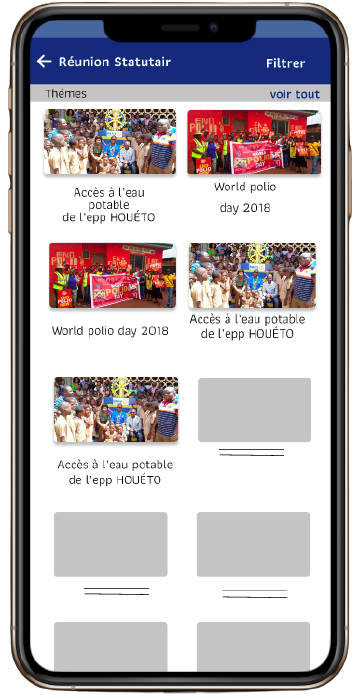 Réunion Statutair
Filtrer
Thémes
voir tout
Accès à l'eau
potable
de l'epp HOUÉTO
World polio
day 2018
World polio day 2018
Accès à l'eau potable
de l'epp HOUÉTO
Accès à l'eau potable
de l'epp HOUÉTO